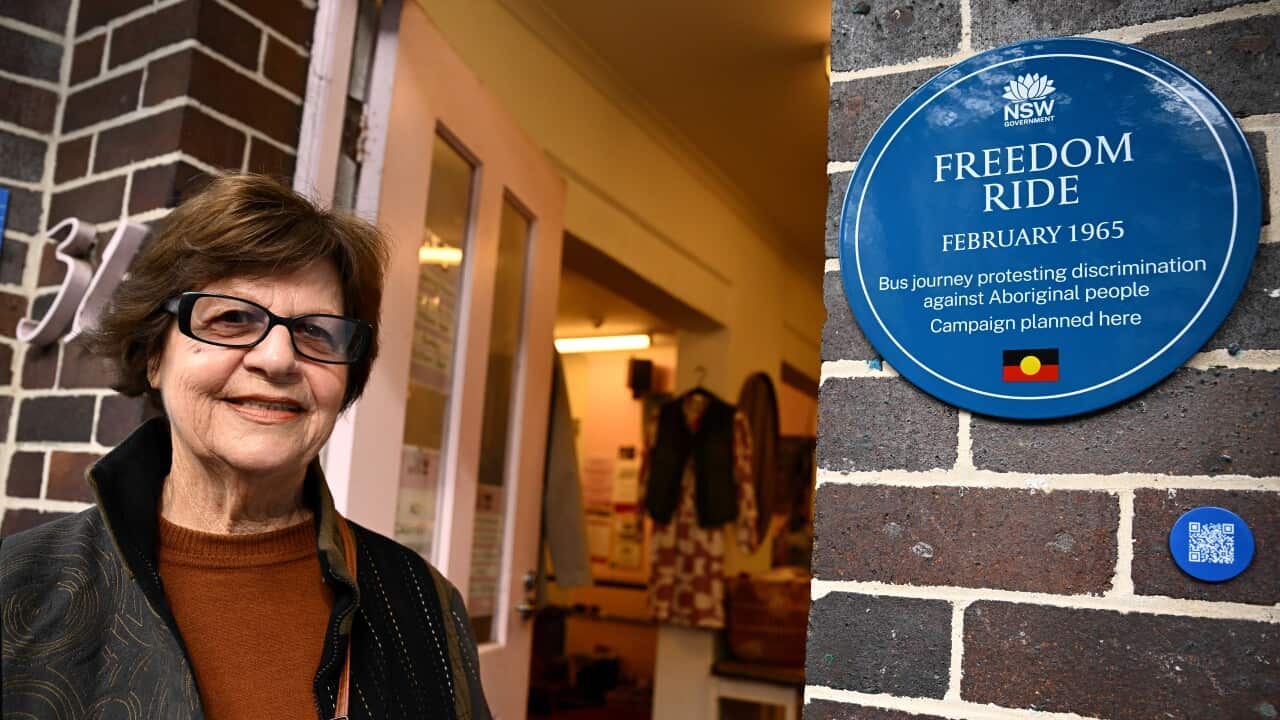 NSW
GOVERNMENT
FREEDOM
RIDE
FEBRUARY 1965
Bus journey protesting discrimination
against Aboriginal people
Campaign planned here